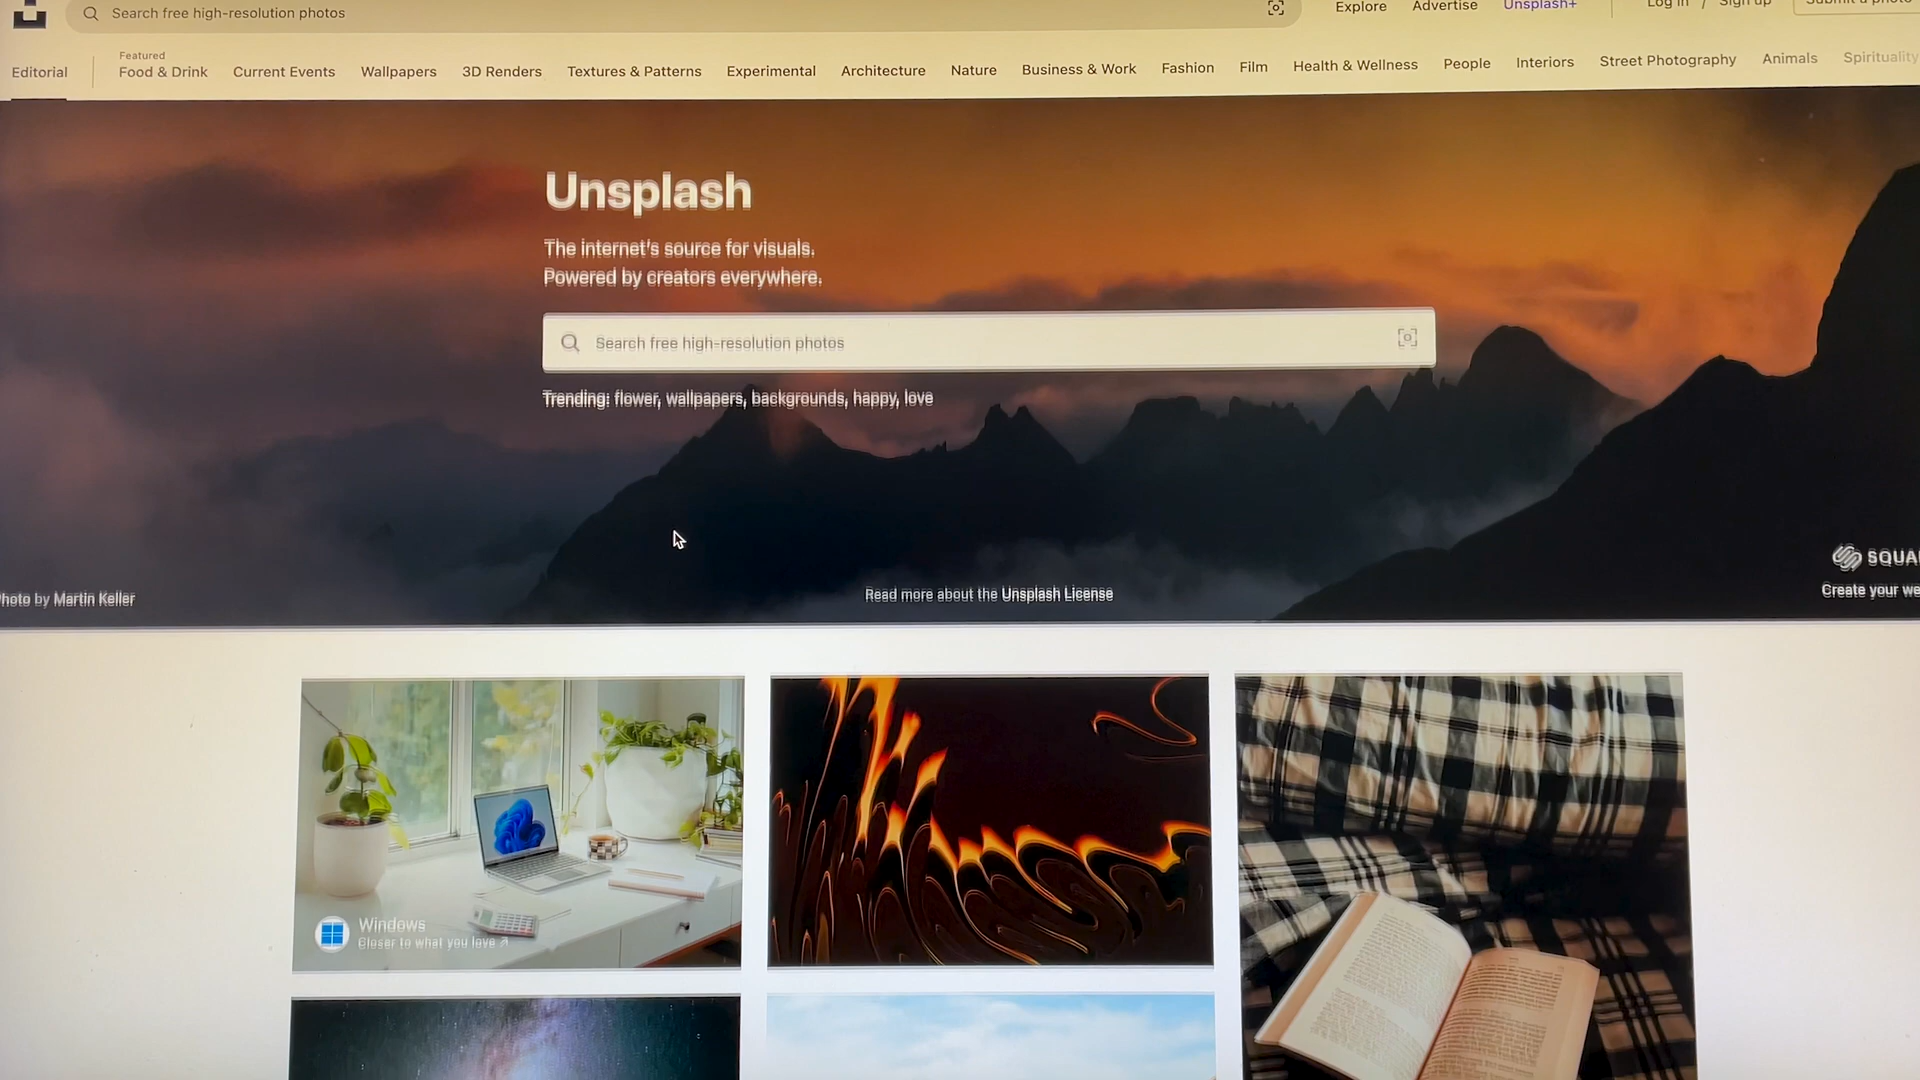 Search free high-resolution photos
Explore
Advertise
Unsplash+
Log in / Sign up
Submit a photo
Editorial
Featured
Food & Drink
Current Events
Wallpapers
3D Renders
Textures & Patterns
Experimental
Architecture
Nature
Business & Work
Fashion
Film
Health & Wellness
People
Interiors
Street Photography
Animals
Spirituality
Unsplash
The internet's source for visuals.
Powered by creators everywhere.
Search free high-resolution photos
Trending: flower, wallpapers, backgrounds, happy, love
hoto by Martin Keller
Read more about the Unsplash License
SQUA
Create your we
Windows
Closer to what you love ↗